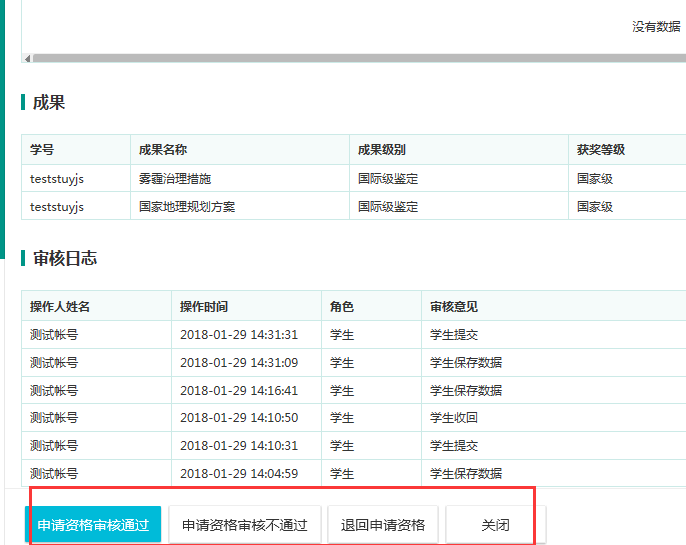 没有数据
成果
学号 成果名称 成果级别 获奖等级
teststuyjs 雾霾治理措施 国际级鉴定 国家级
teststuyjs 国家地理规划方案 国际级鉴定 国家级
审核日志
操作人姓名 操作时间 角色 审核意见
测试帐号 2018-01-29 14:31:31 学生 学生提交
测试帐号 2018-01-29 14:31:09 学生 学生保存数据
测试帐号 2018-01-29 14:16:41 学生 学生保存数据
测试帐号 2018-01-29 14:10:50 学生 学生收回
测试帐号 2018-01-29 14:10:31 学生 学生提交
测试帐号 2018-01-29 14:04:59 学生 学生保存数据
申请资格审核通过 申请资格审核不通过 退回申请资格 关闭